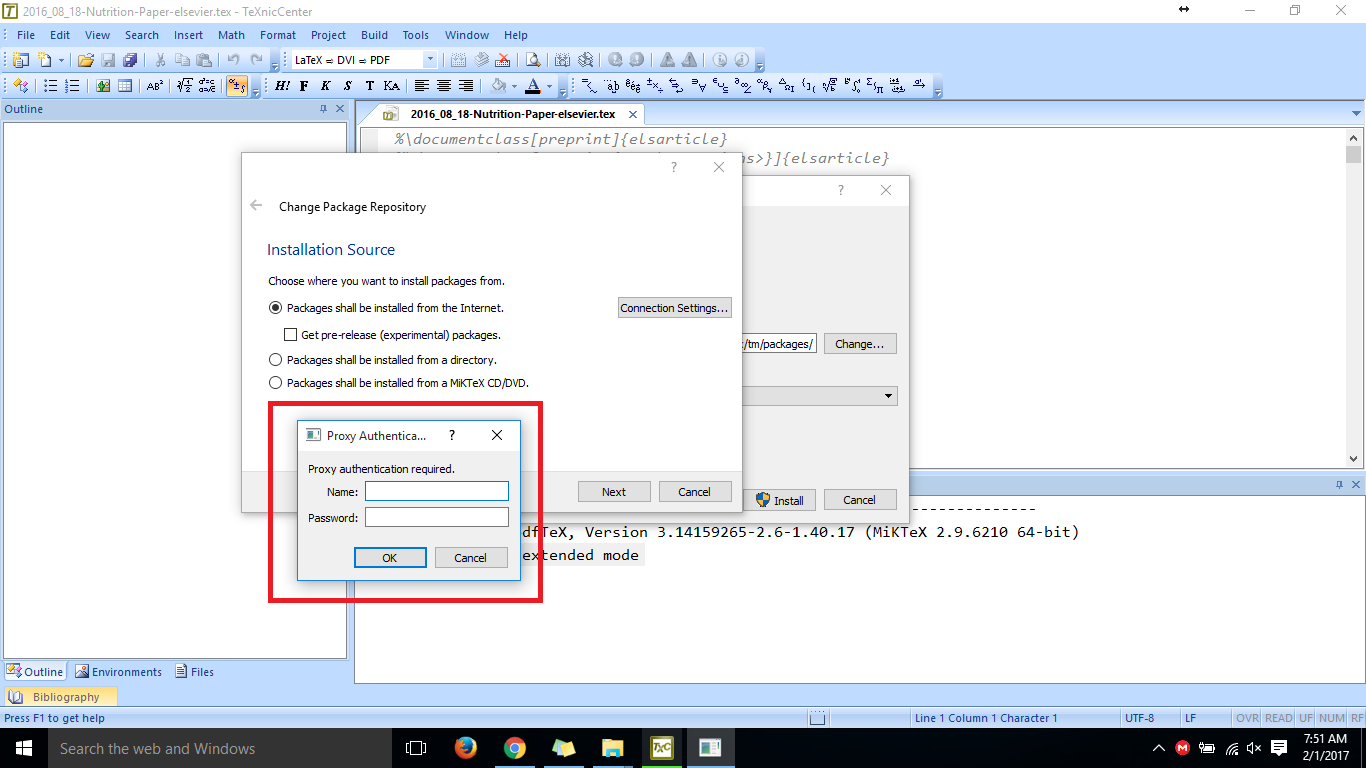 2016_08_18-Nutrition-Paper-elsevier.tex - TeXnicCenter
File Edit View Search Insert Math Format Project Build Tools Window Help
LaTeX ⇒ DVI ⇒ PDF
H! F K S T KA
Outline
2016_08_18-Nutrition-Paper-elsevier.tex
%\documentclass[preprint]{elsarticle}
ns>}]{elsarticle}
Change Package Repository
Installation Source
Choose where you want to install packages from.
Packages shall be installed from the Internet.
Connection Settings...
Get pre-release (experimental) packages.
/tm/packages/
Change...
Packages shall be installed from a directory.
Packages shall be installed from a MiKTeX CD/DVD.
Proxy Authentica...
Proxy authentication required.
Name:
Password:
OK
Cancel
Next
Cancel
Install
Cancel
dfTeX, Version 3.14159265-2.6-1.40.17 (MiKTeX 2.9.6210 64-bit)
extended mode
Outline Environments Files
Bibliography
Press F1 to get help
Line 1 Column 1 Character 1 UTF-8 LF OVR READ UF NUM RF
Search the web and Windows
TXC
7:51 AM
2/1/2017